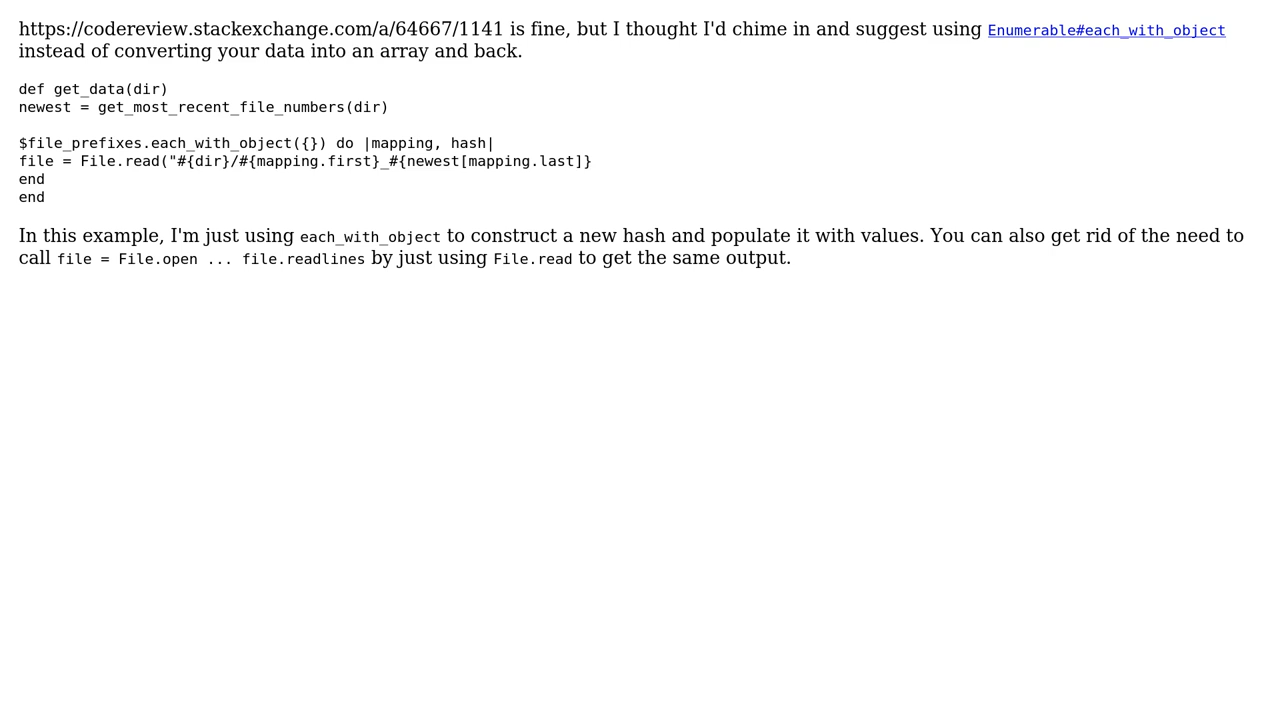 https://codereview.stackexchange.com/a/64667/1141 is fine, but I thought I'd chime in and suggest using Enumerable#each_with_object
instead of converting your data into an array and back.
def get_data(dir)
newest = get_most_recent_file_numbers(dir)
$file_prefixes.each_with_object({}) do |mapping, hash|
file = File.read("#{dir}/#{mapping.first}_#{newest[mapping.last]}
end
end
In this example, I'm just using each_with_object to construct a new hash and populate it with values. You can also get rid of the need to
call file = File.open ... file.readlines by just using File.read to get the same output.